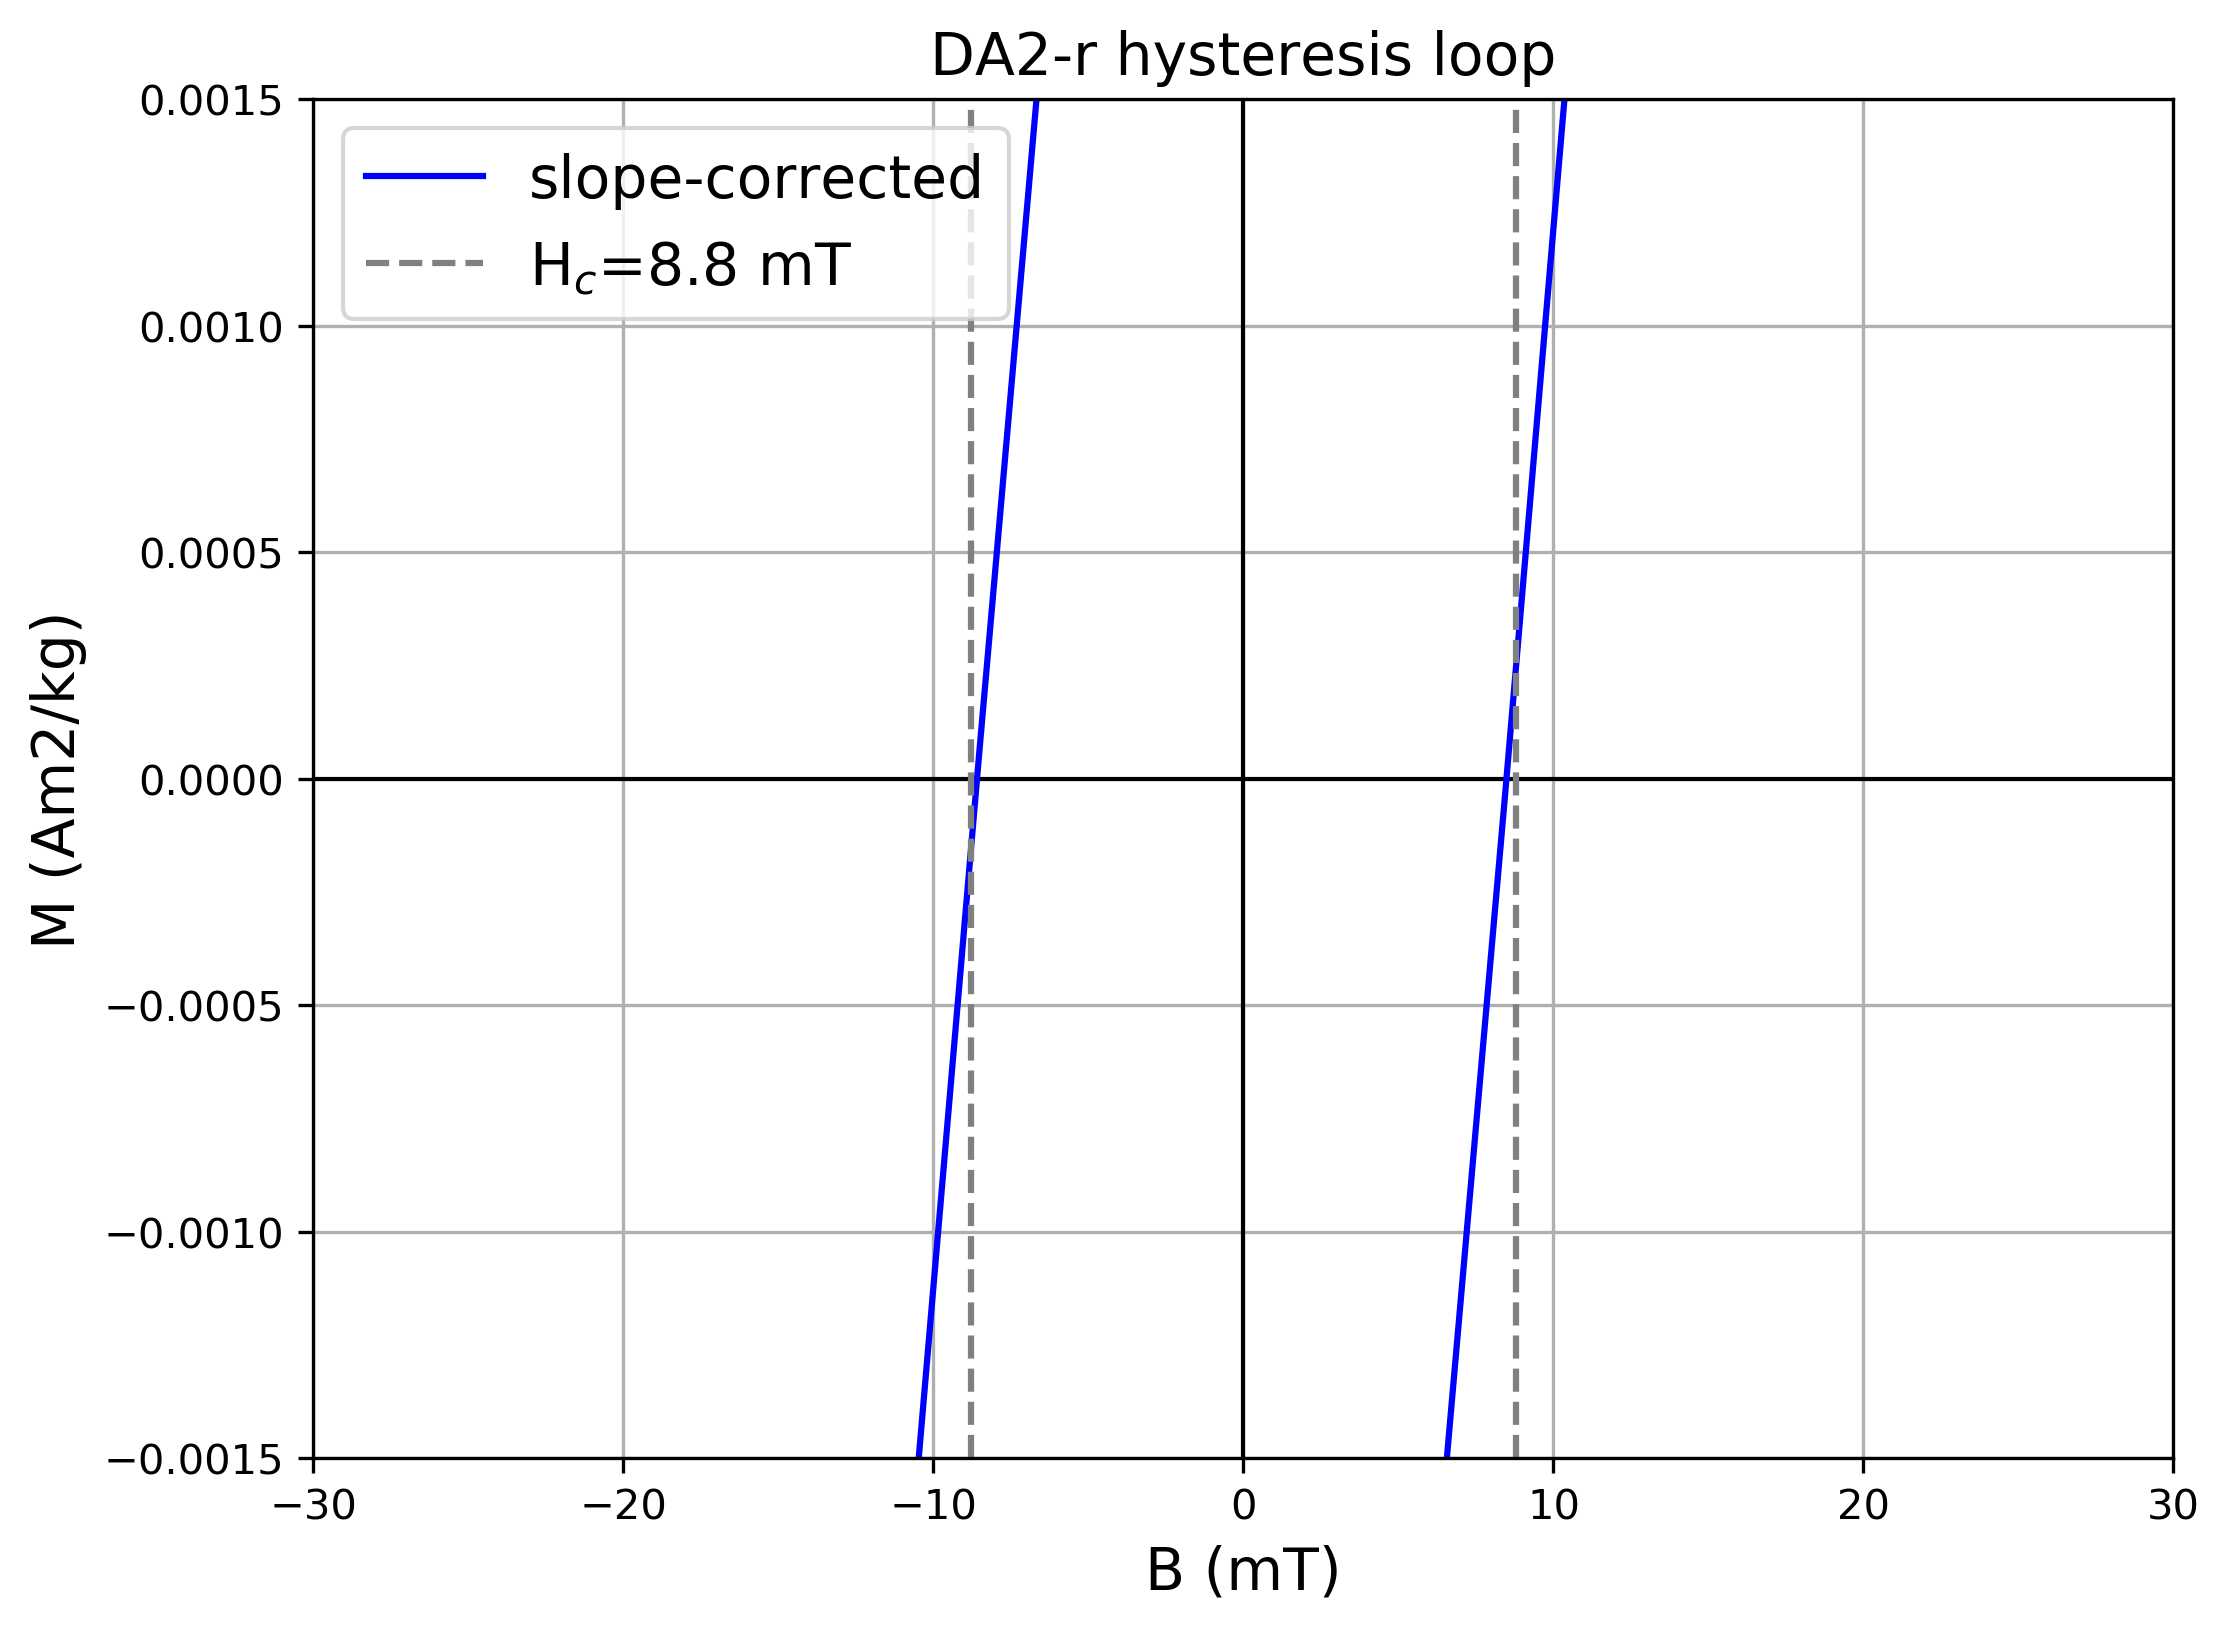 DA2-r hysteresis loop
slope-corrected
H$_c$=8.8 mT
M (Am2/kg)
0.0015
0.0010
0.0005
0.0000
−0.0005
−0.0010
−0.0015
−30
−20
−10
0
10
20
30
B (mT)